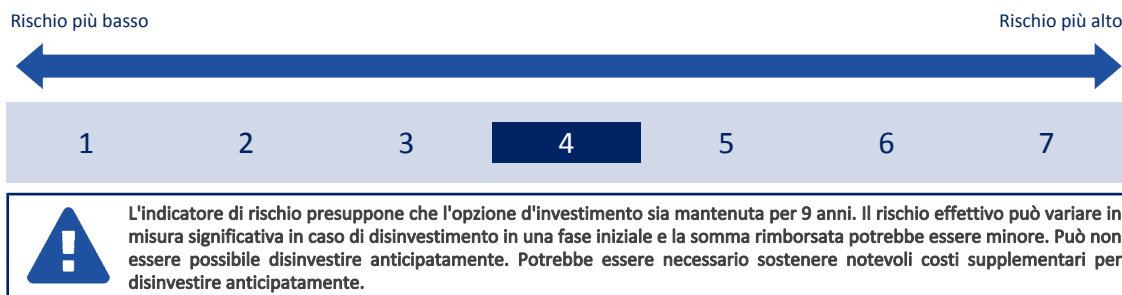 Rischio più basso Rischio più alto
1 2 3 4 5 6 7
L'indicatore di rischio presuppone che l'opzione d'investimento sia mantenuta per 9 anni. Il rischio effettivo può variare in
misura significativa in caso di disinvestimento in una fase iniziale e la somma rimborsata potrebbe essere minore. Può non
essere possibile disinvestire anticipatamente. Potrebbe essere necessario sostenere notevoli costi supplementari per
disinvestire anticipatamente.